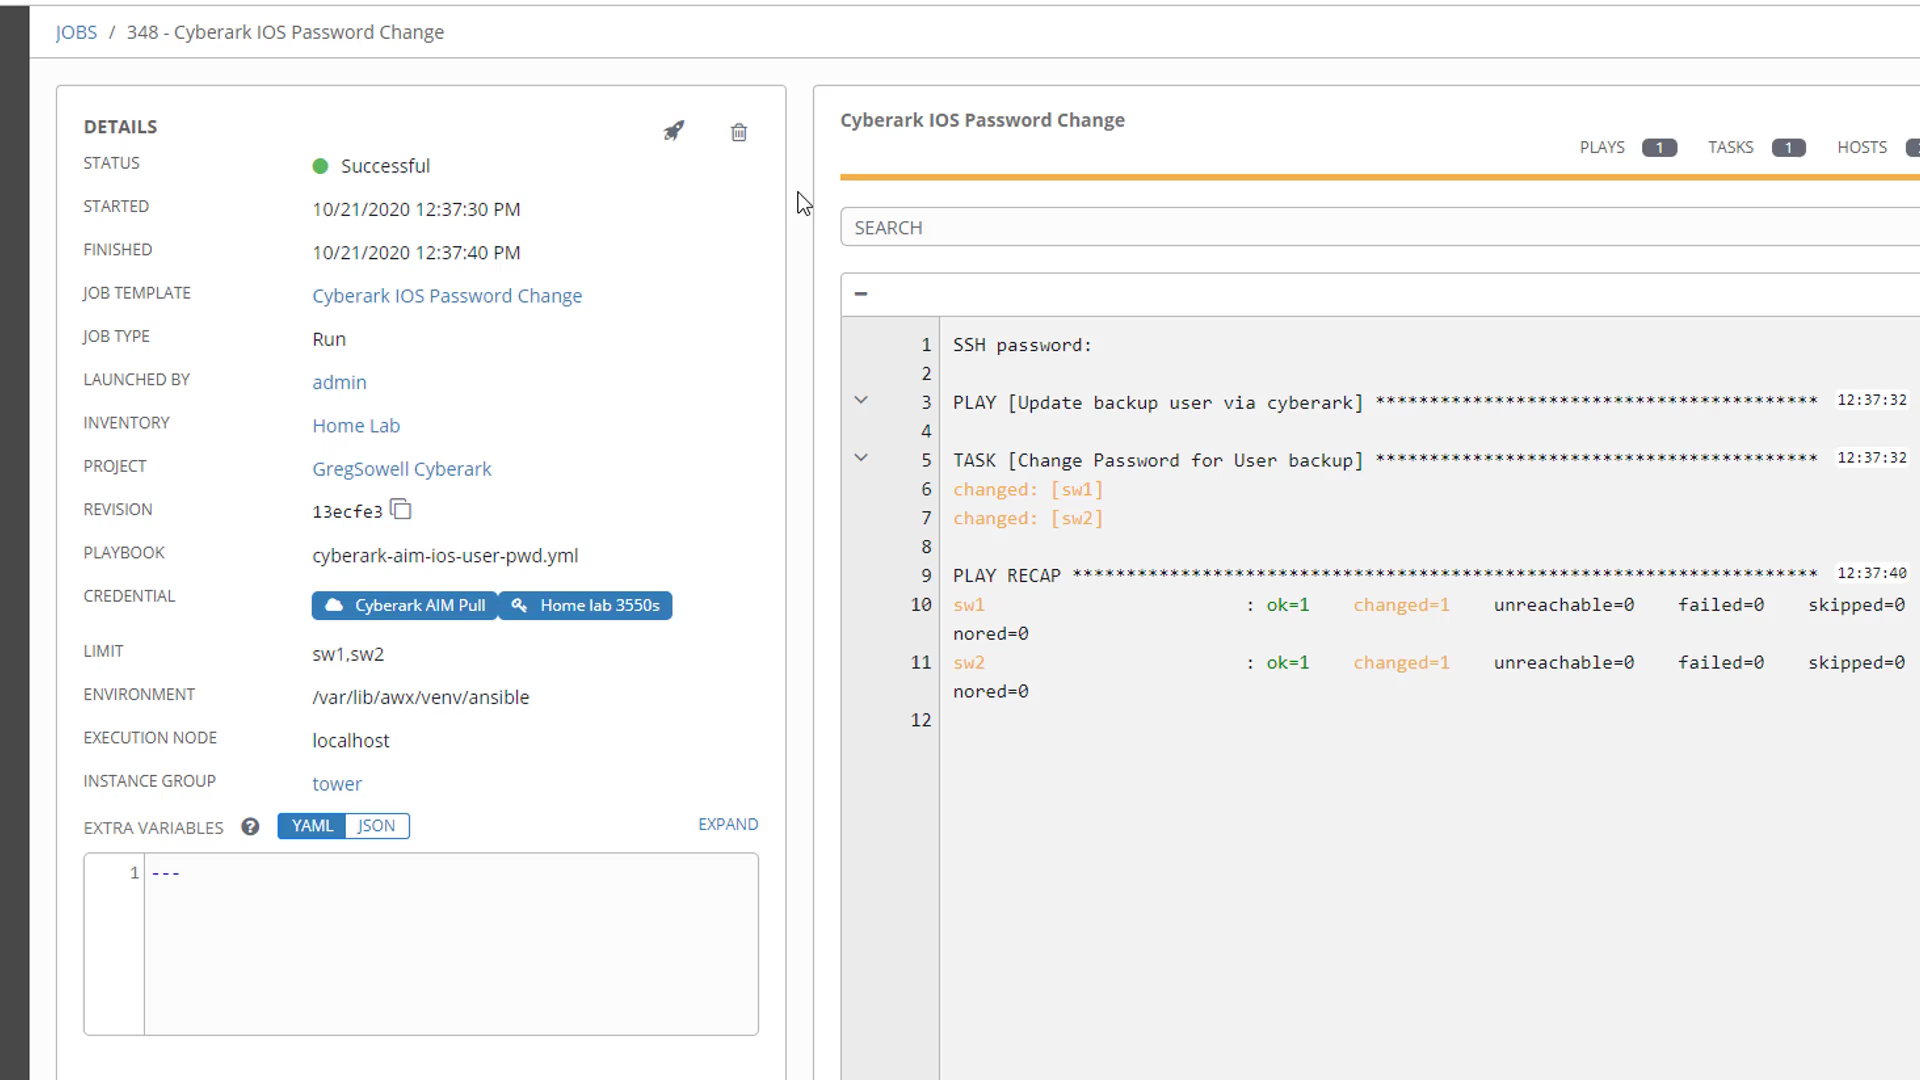 JOBS / 348 - Cyberark IOS Password Change
DETAILS
STATUS Successful
STARTED 10/21/2020 12:37:30 PM
FINISHED 10/21/2020 12:37:40 PM
JOB TEMPLATE Cyberark IOS Password Change
JOB TYPE Run
LAUNCHED BY admin
INVENTORY Home Lab
PROJECT GregSowell Cyberark
REVISION 13ecfe3
PLAYBOOK cyberark-aim-ios-user-pwd.yml
CREDENTIAL Cyberark AIM Pull Home lab 3550s
LIMIT sw1,sw2
ENVIRONMENT /var/lib/awx/venv/ansible
EXECUTION NODE localhost
INSTANCE GROUP tower
EXTRA VARIABLES ? YAML JSON EXPAND
1 ---
Cyberark IOS Password Change
PLAYS 1 TASKS 1 HOSTS
SEARCH
1 SSH password:
2
3 PLAY [Update backup user via cyberark] ***************************************** 12:37:32
4
5 TASK [Change Password for User backup] ***************************************** 12:37:32
6 changed: [sw1]
7 changed: [sw2]
8
9 PLAY RECAP ********************************************************************* 12:37:40
10 sw1 : ok=1 changed=1 unreachable=0 failed=0 skipped=0
nored=0
11 sw2 : ok=1 changed=1 unreachable=0 failed=0 skipped=0
nored=0
12